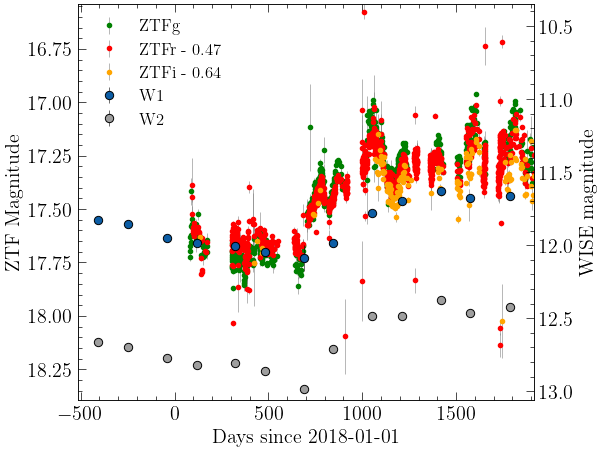 ZTFg
ZTFr - 0.47
ZTFi - 0.64
W1
W2
ZTF Magnitude
16.75
17.00
17.25
17.50
17.75
18.00
18.25
WISE magnitude
10.5
11.0
11.5
12.0
12.5
13.0
−500
0
500
1000
1500
Days since 2018-01-01